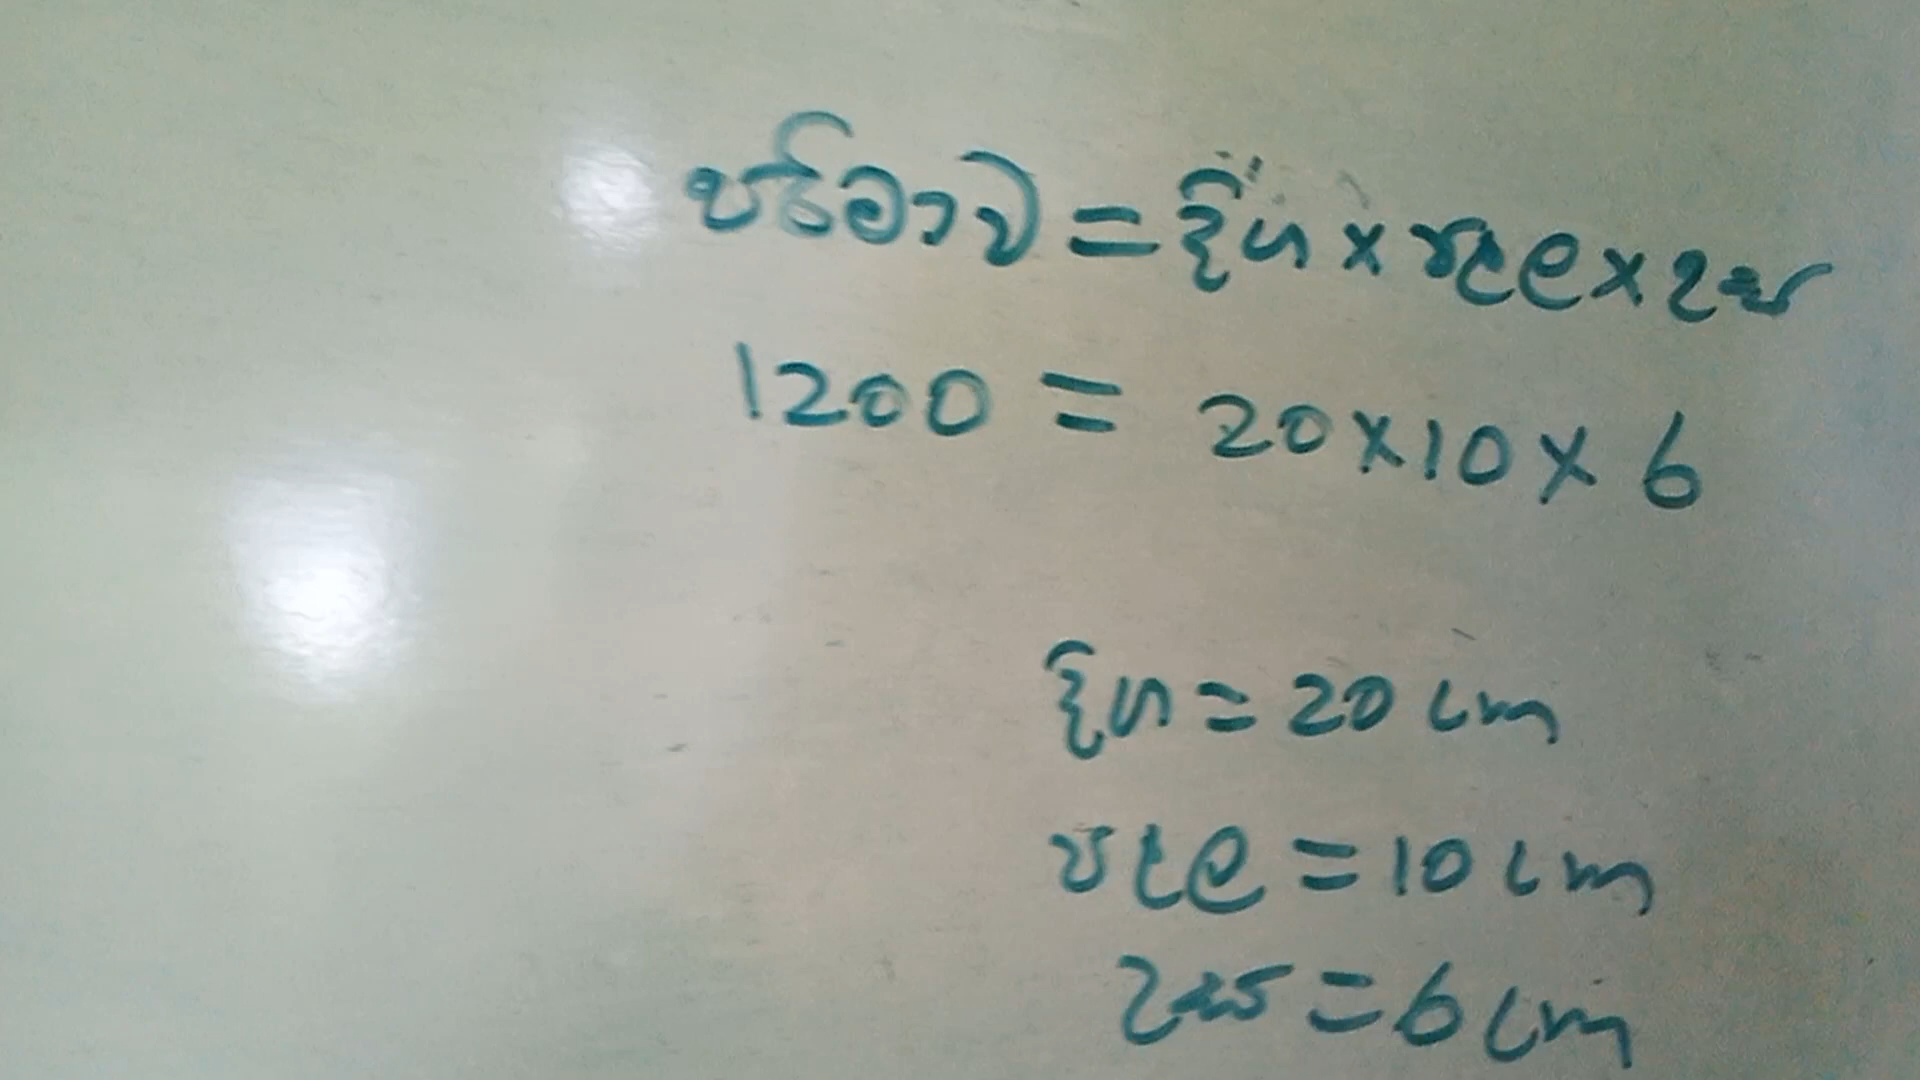 පරිමාව = දිග x පළල x උස
1200 = 20 x 10 x 6
දිග = 20 cm
පළල = 10 cm
උස = 6 cm